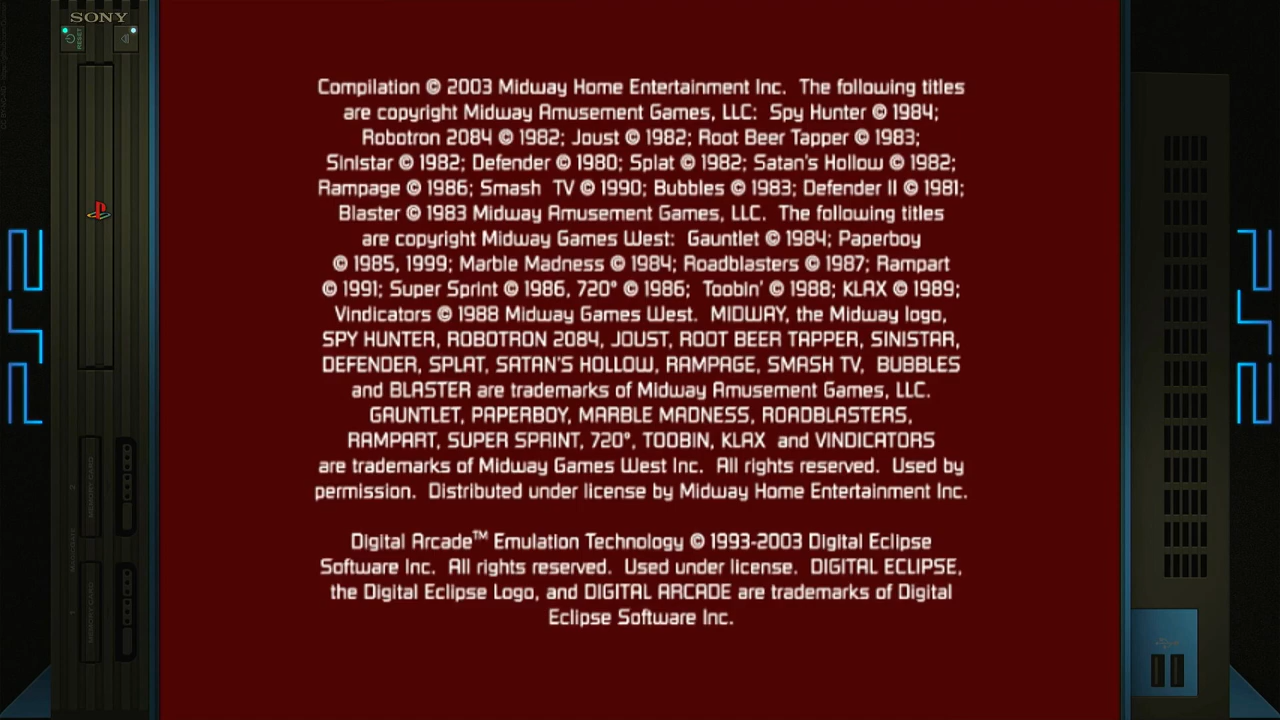 SONY
RESET
PS2
Compilation © 2003 Midway Home Entertainment Inc.  The following titles
are copyright Midway Amusement Games, LLC:  Spy Hunter © 1984;
Robotron 2084 © 1982; Joust © 1982; Root Beer Tapper © 1983;
Sinistar © 1982; Defender © 1980; Splat © 1982; Satan's Hollow © 1982;
Rampage © 1986; Smash  TV © 1990; Bubbles © 1983; Defender II © 1981;
Blaster © 1983 Midway Amusement Games, LLC.  The following titles
are copyright Midway Games West:  Gauntlet © 1984; Paperboy
© 1985, 1999; Marble Madness © 1984; Roadblasters © 1987; Rampart
© 1991; Super Sprint © 1986, 720° © 1986;  Toobin' © 1988; KLAX © 1989;
Vindicators © 1988 Midway Games West.  MIDWAY, the Midway logo,
SPY HUNTER, ROBOTRON 2084, JOUST, ROOT BEER TAPPER, SINISTAR,
DEFENDER, SPLAT, SATAN'S HOLLOW, RAMPAGE, SMASH TV,  BUBBLES
and BLASTER are trademarks of Midway Amusement Games, LLC.
GAUNTLET, PAPERBOY, MARBLE MADNESS, ROADBLASTERS,
RAMPART, SUPER SPRINT, 720°, TOOBIN, KLAX  and VINDICATORS
are trademarks of Midway Games West Inc.  All rights reserved.  Used by
permission.  Distributed under license by Midway Home Entertainment Inc.
Digital Arcade™ Emulation Technology © 1993-2003 Digital Eclipse
Software Inc.  All rights reserved.  Used under license.  DIGITAL ECLIPSE,
the Digital Eclipse Logo, and DIGITAL ARCADE are trademarks of Digital
Eclipse Software Inc.
MEMORY CARD
2
MEMORY CARD
1
PS2